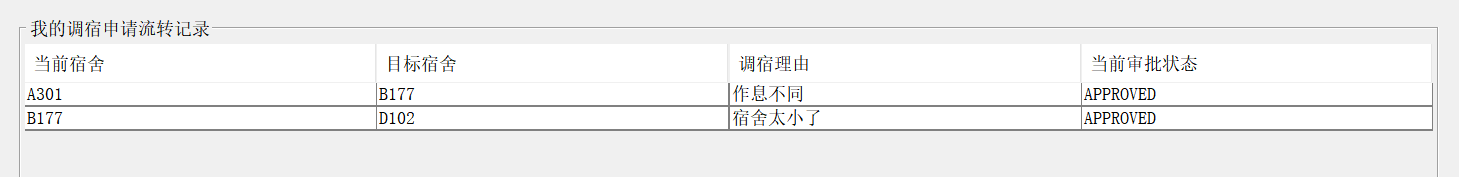 我的调宿申请流转记录
当前宿舍 目标宿舍 调宿理由 当前审批状态
A301 B177 作息不同 APPROVED
B177 D102 宿舍太小了 APPROVED